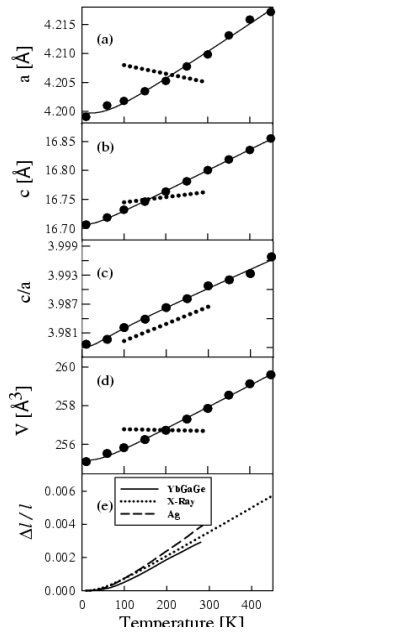 4.215
4.210
4.205
4.200
a [Å]
(a)
16.85
16.80
16.75
16.70
c [Å]
(b)
3.999
3.993
3.987
3.981
c/a
(c)
260
258
256
V [Å3]
(d)
0.006
0.004
0.002
0.000
Δl / l
(e)
YbGaGe
X-Ray
Ag
0 100 200 300 400
Temperature [K]